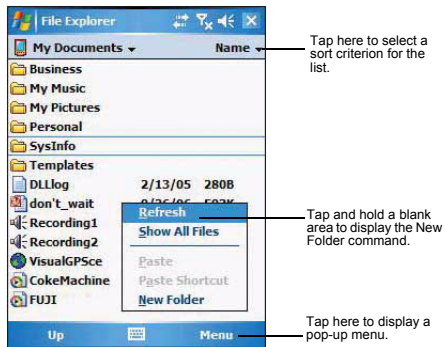 File Explorer
My Documents Name
Tap here to select a
sort criterion for the
list.
Business
My Music
My Pictures
Personal
SysInfo
Templates
DLLlog 2/13/05 280B
don't_wait
Refresh
Tap and hold a blank
area to display the New
Folder command.
Recording1
Show All Files
Recording2
VisualGPSce
Paste
CokeMachine
Paste Shortcut
FUJI
New Folder
Up Menu
Tap here to display a
pop-up menu.